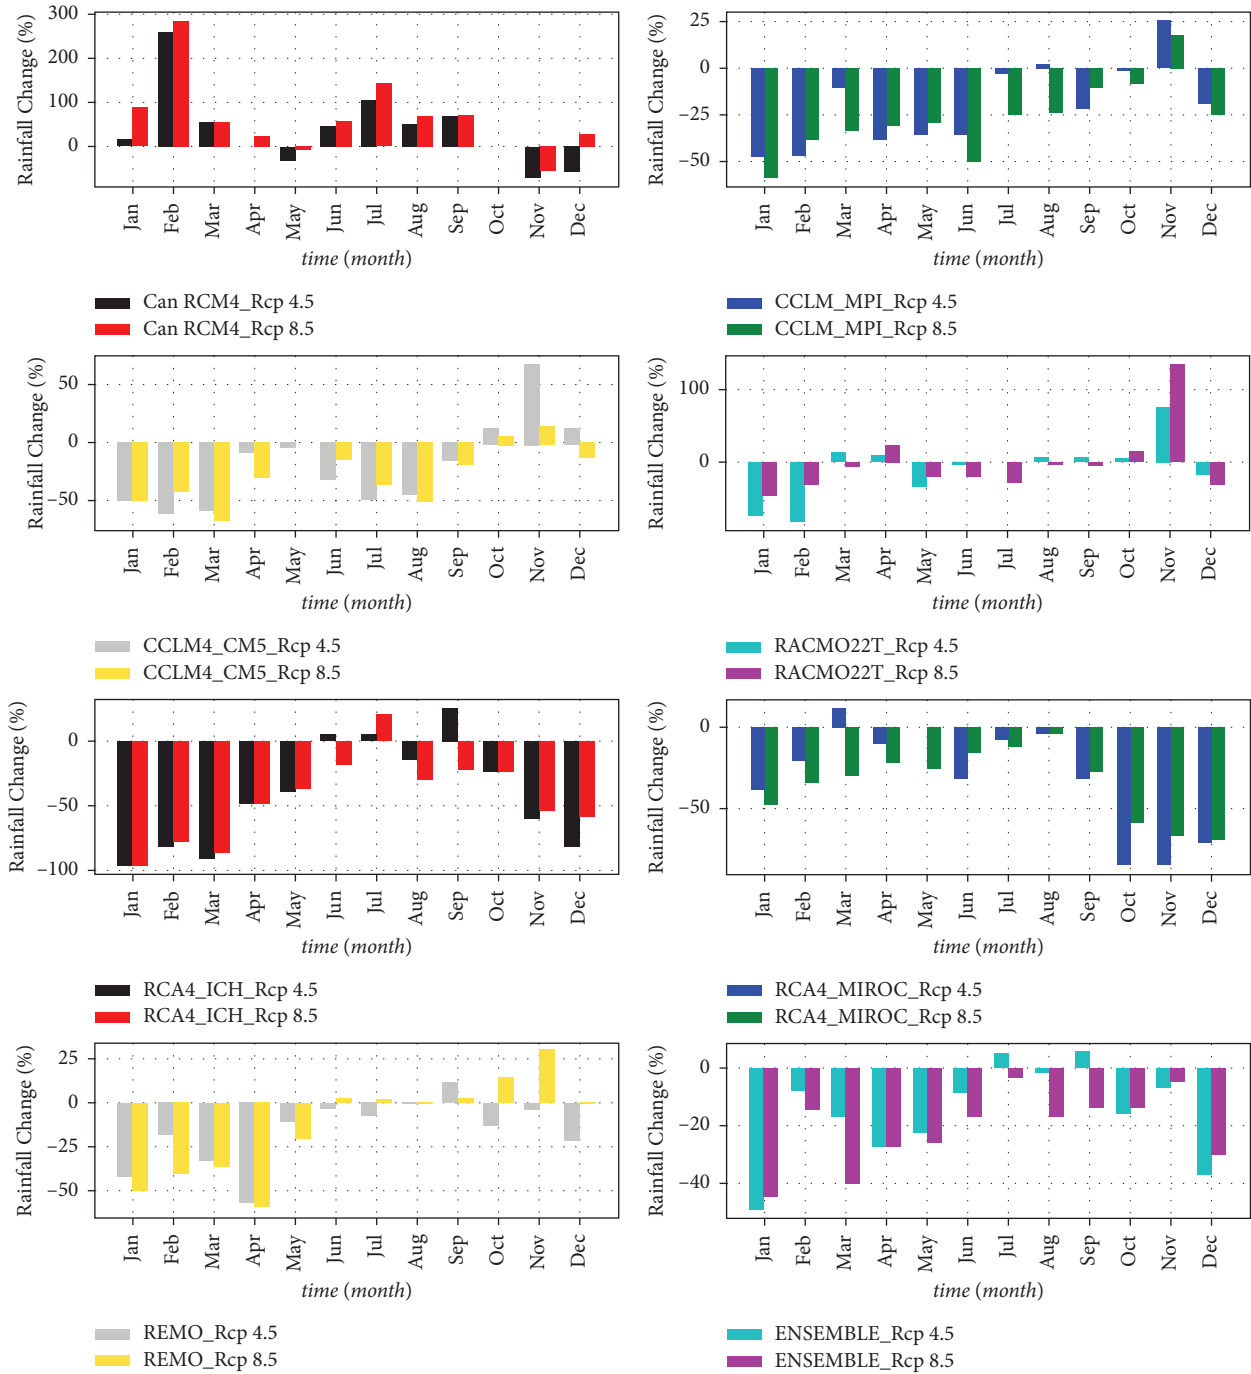 Rainfall Change (%)
300
200
100
0
Jan Feb Mar Apr May Jun Jul Aug Sep Oct Nov Dec
time (month)
Can RCM4_Rcp 4.5
Can RCM4_Rcp 8.5
Rainfall Change (%)
25
0
−25
−50
Jan Feb Mar Apr May Jun Jul Aug Sep Oct Nov Dec
time (month)
CCLM_MPI_Rcp 4.5
CCLM_MPI_Rcp 8.5
Rainfall Change (%)
50
0
−50
Jan Feb Mar Apr May Jun Jul Aug Sep Oct Nov Dec
time (month)
CCLM4_CM5_Rcp 4.5
CCLM4_CM5_Rcp 8.5
Rainfall Change (%)
100
0
Jan Feb Mar Apr May Jun Jul Aug Sep Oct Nov Dec
time (month)
RACMO22T_Rcp 4.5
RACMO22T_Rcp 8.5
Rainfall Change (%)
0
−50
−100
Jan Feb Mar Apr May Jun Jul Aug Sep Oct Nov Dec
time (month)
RCA4_ICH_Rcp 4.5
RCA4_ICH_Rcp 8.5
Rainfall Change (%)
0
−50
Jan Feb Mar Apr May Jun Jul Aug Sep Oct Nov Dec
time (month)
RCA4_MIROC_Rcp 4.5
RCA4_MIROC_Rcp 8.5
Rainfall Change (%)
25
0
−25
−50
Jan Feb Mar Apr May Jun Jul Aug Sep Oct Nov Dec
time (month)
REMO_Rcp 4.5
REMO_Rcp 8.5
Rainfall Change (%)
0
−20
−40
Jan Feb Mar Apr May Jun Jul Aug Sep Oct Nov Dec
time (month)
ENSEMBLE_Rcp 4.5
ENSEMBLE_Rcp 8.5